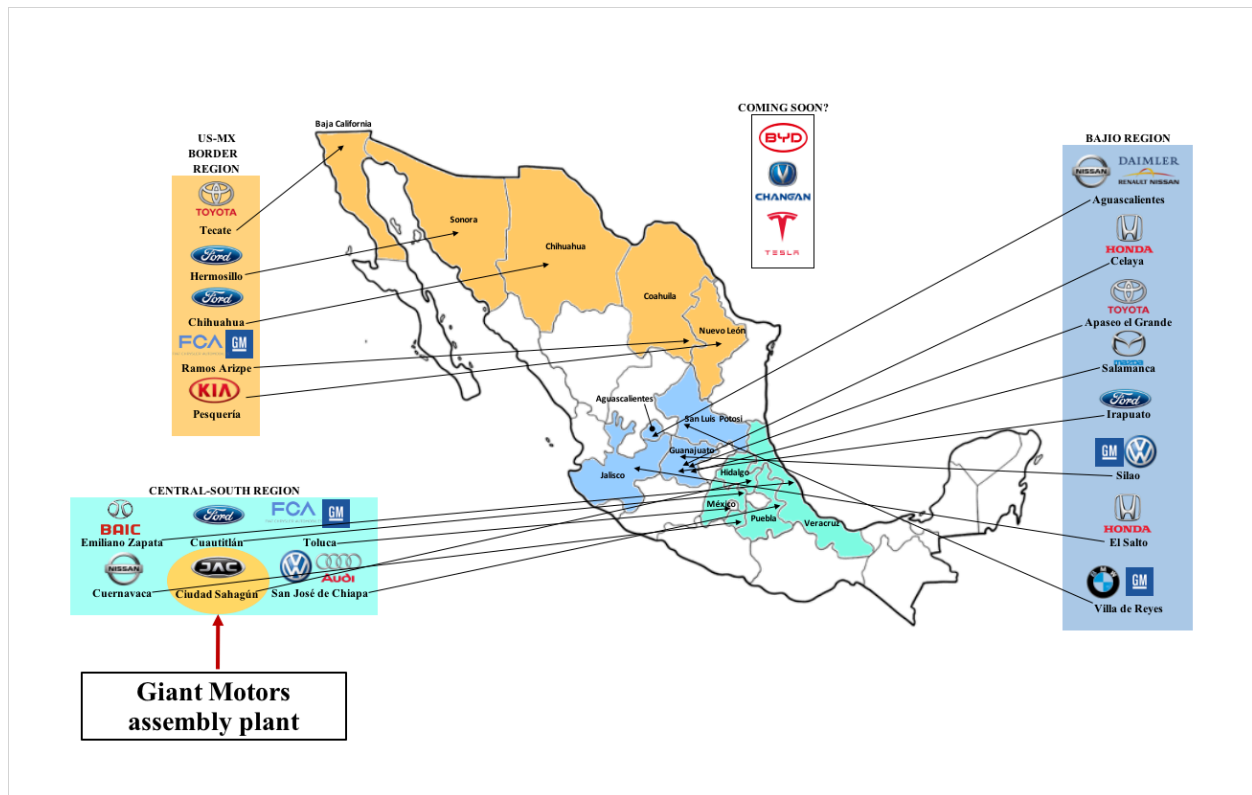 COMING SOON?
BYD
CHANGAN
TESLA
US-MX
BORDER
REGION
TOYOTA
Tecate
Ford
Hermosillo
Ford
Chihuahua
FCA GM
Ramos Arizpe
KIA
Pesquería
Baja California
Sonora
Chihuahua
Coahuila
Nuevo León
Aguascalientes
San Luis Potosí
Guanajuato
Jalisco
Hidalgo
México
Puebla
Veracruz
BAJIO REGION
NISSAN DAIMLER
RENAULT NISSAN
Aguascalientes
HONDA
Celaya
TOYOTA
Apaseo el Grande
mazda
Salamanca
Ford
Irapuato
GM
Silao
HONDA
El Salto
BMW GM
Villa de Reyes
CENTRAL-SOUTH REGION
BAIC Ford FCA GM
Emiliano Zapata Cuautitlán Toluca
NISSAN JAC Audi
Cuernavaca Ciudad Sahagún San José de Chiapa
Giant Motors
assembly plant